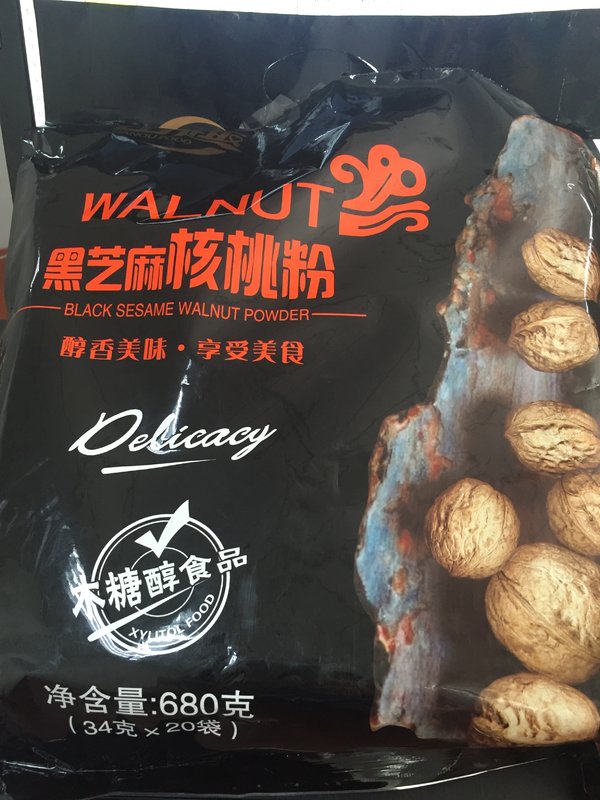 WALNUT
黑芝麻核桃粉
BLACK SESAME WALNUT POWDER
醇香美味·享受美食
Delicacy
木糖醇食品
XYLITOL FOOD
净含量:680克
(34克×20袋)